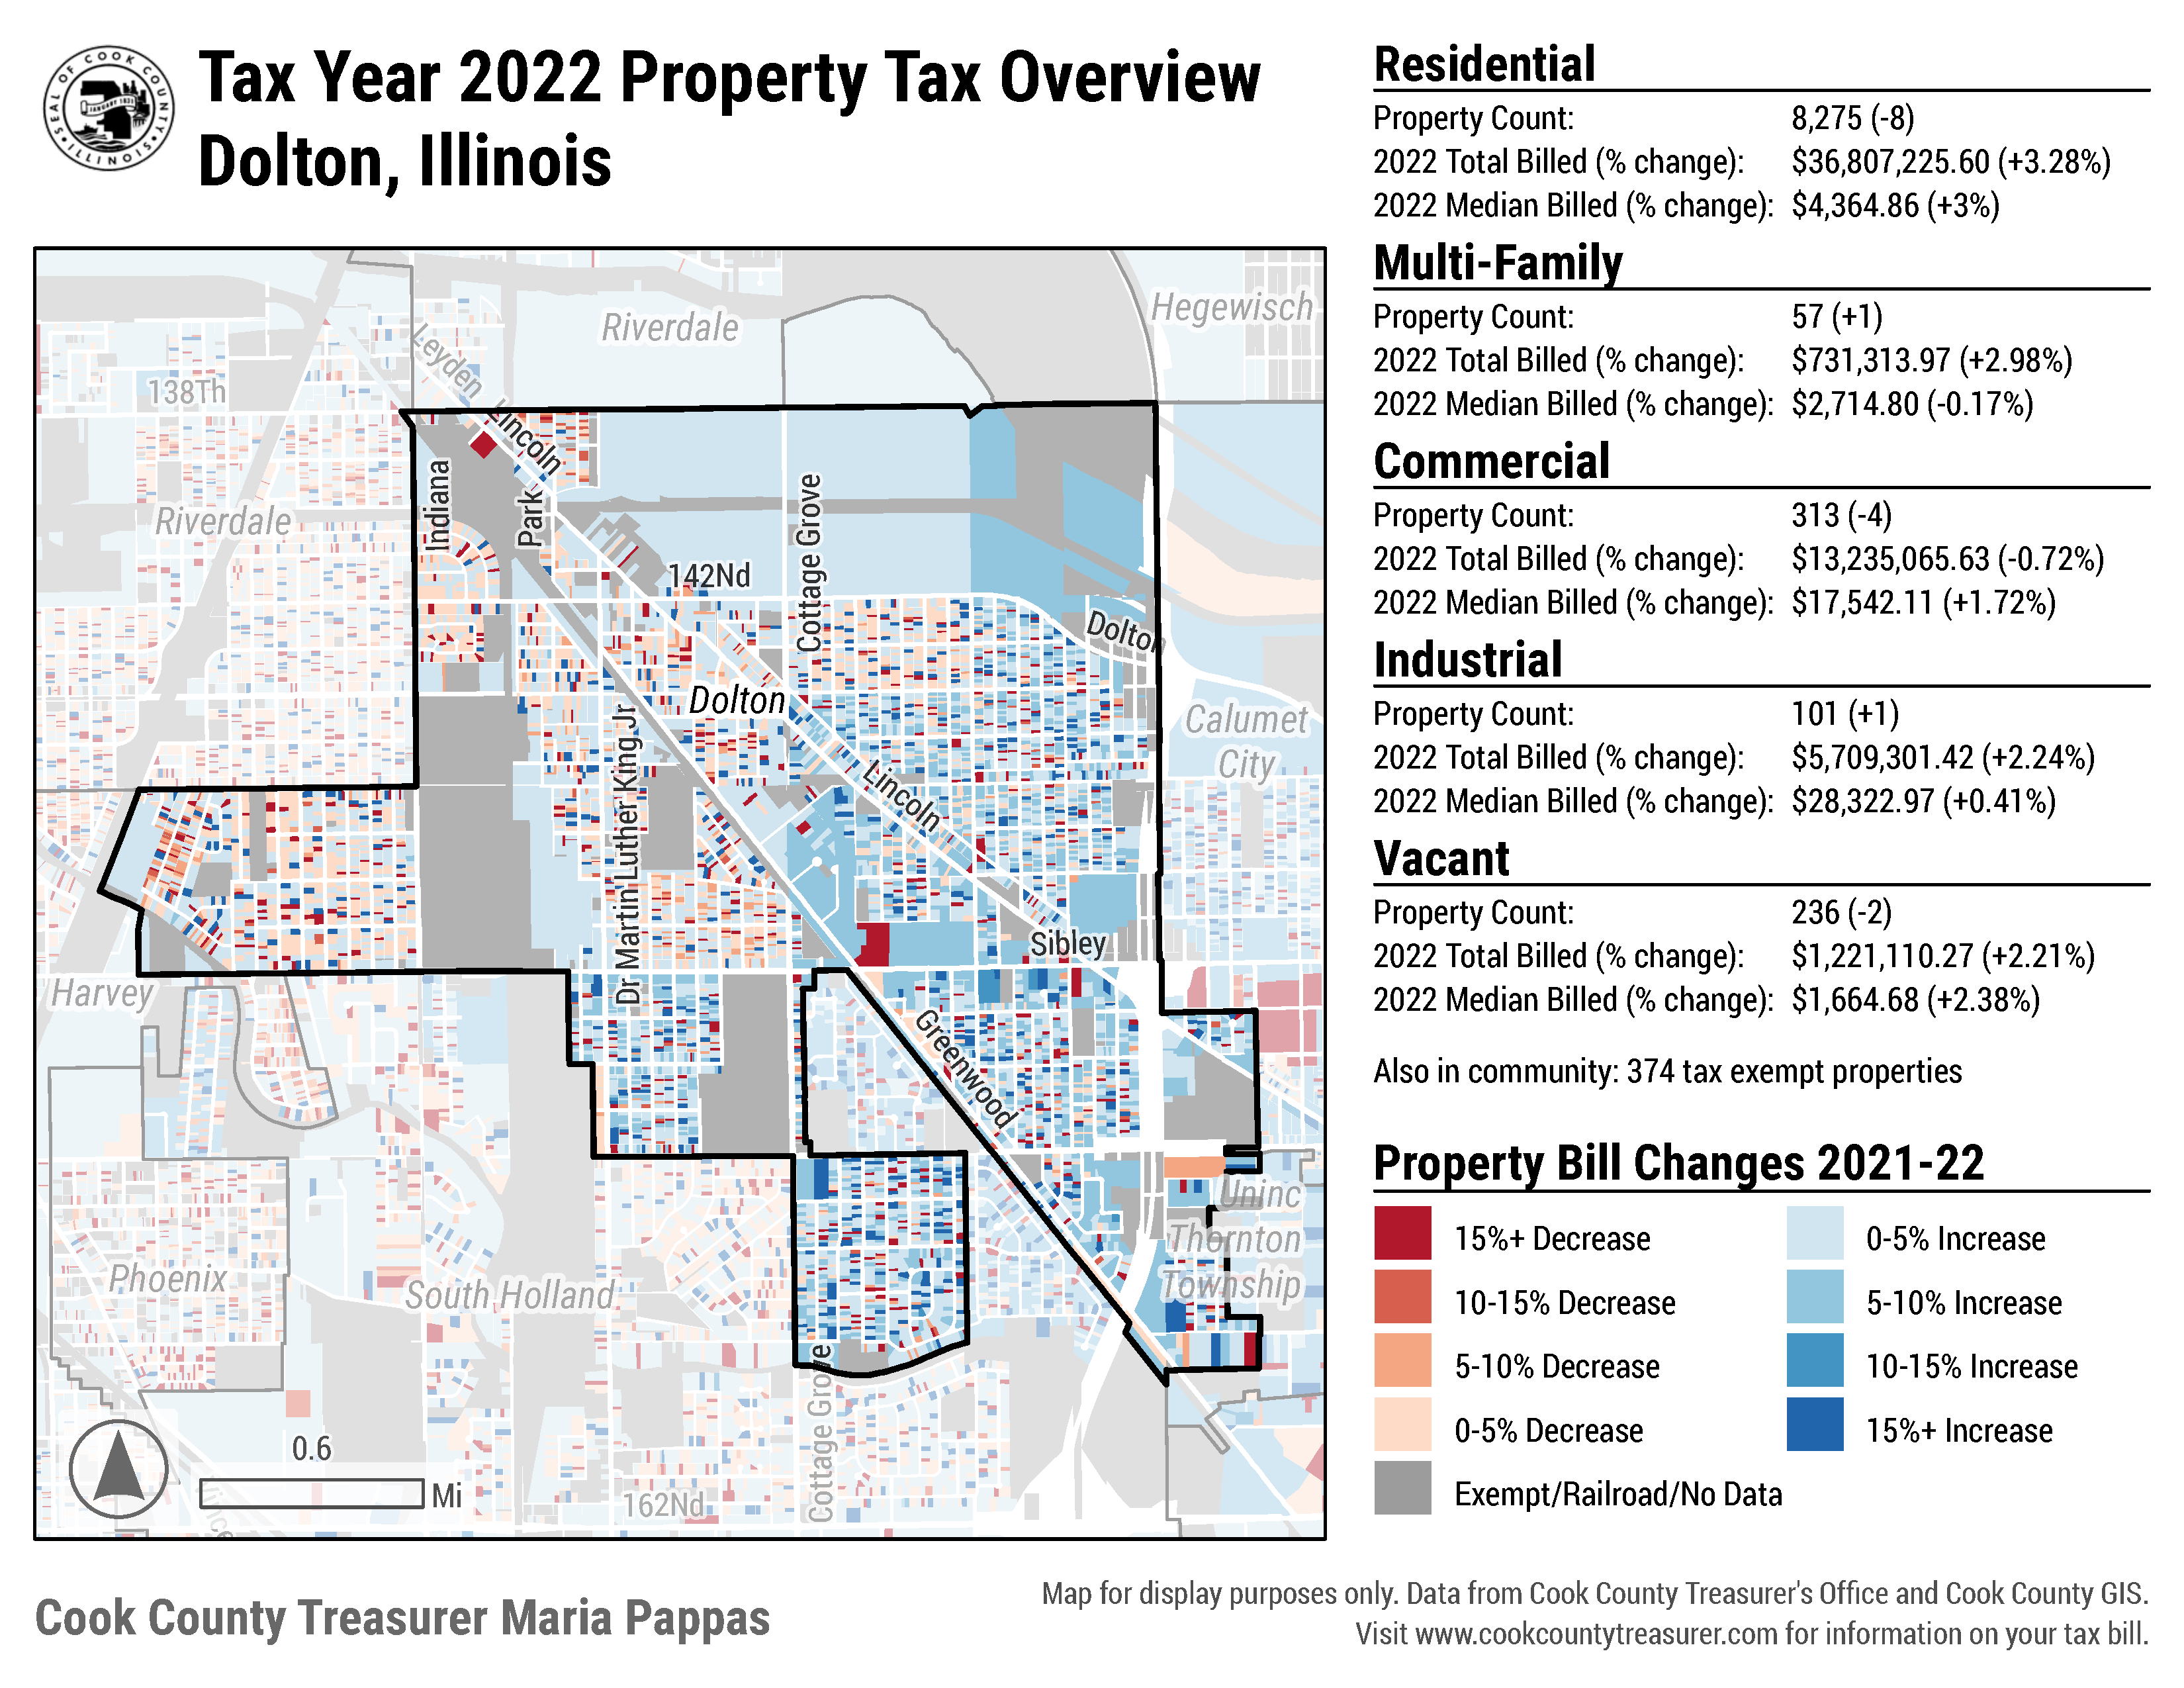 SEAL OF COOK COUNTY
JANUARY 1831
ILLINOIS
Tax Year 2022 Property Tax Overview
Dolton, Illinois
Hegewisch
Riverdale
Leyden
138Th
Lincoln
Indiana
Park
Cottage Grove
Riverdale
142Nd
Dolton
Dolton
Calumet
City
Dr Martin Luther King Jr
Lincoln
Sibley
Harvey
Greenwood
Uninc
Thornton
Township
Phoenix
South Holland
Cottage Grove
0.6
Mi
162Nd
Residential
Property Count: 8,275 (-8)
2022 Total Billed (% change): $36,807,225.60 (+3.28%)
2022 Median Billed (% change): $4,364.86 (+3%)
Multi-Family
Property Count: 57 (+1)
2022 Total Billed (% change): $731,313.97 (+2.98%)
2022 Median Billed (% change): $2,714.80 (-0.17%)
Commercial
Property Count: 313 (-4)
2022 Total Billed (% change): $13,235,065.63 (-0.72%)
2022 Median Billed (% change): $17,542.11 (+1.72%)
Industrial
Property Count: 101 (+1)
2022 Total Billed (% change): $5,709,301.42 (+2.24%)
2022 Median Billed (% change): $28,322.97 (+0.41%)
Vacant
Property Count: 236 (-2)
2022 Total Billed (% change): $1,221,110.27 (+2.21%)
2022 Median Billed (% change): $1,664.68 (+2.38%)
Also in community: 374 tax exempt properties
Property Bill Changes 2021-22
15%+ Decrease
0-5% Increase
10-15% Decrease
5-10% Increase
5-10% Decrease
10-15% Increase
0-5% Decrease
15%+ Increase
Exempt/Railroad/No Data
Cook County Treasurer Maria Pappas
Map for display purposes only. Data from Cook County Treasurer's Office and Cook County GIS.
Visit www.cookcountytreasurer.com for information on your tax bill.